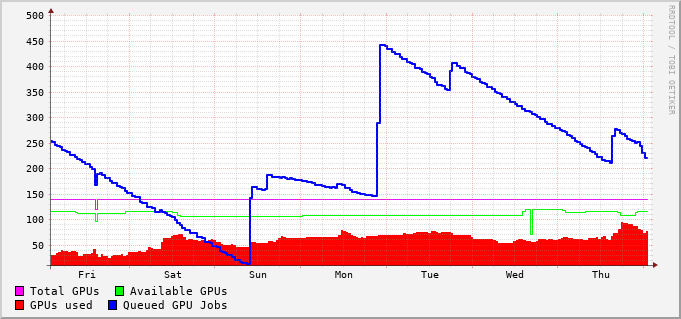 500
450
400
350
300
250
200
150
100
50
Fri Sat Sun Mon Tue Wed Thu
Total GPUs Available GPUs
GPUs used Queued GPU Jobs
RRDTOOL / TOBI OETIKER